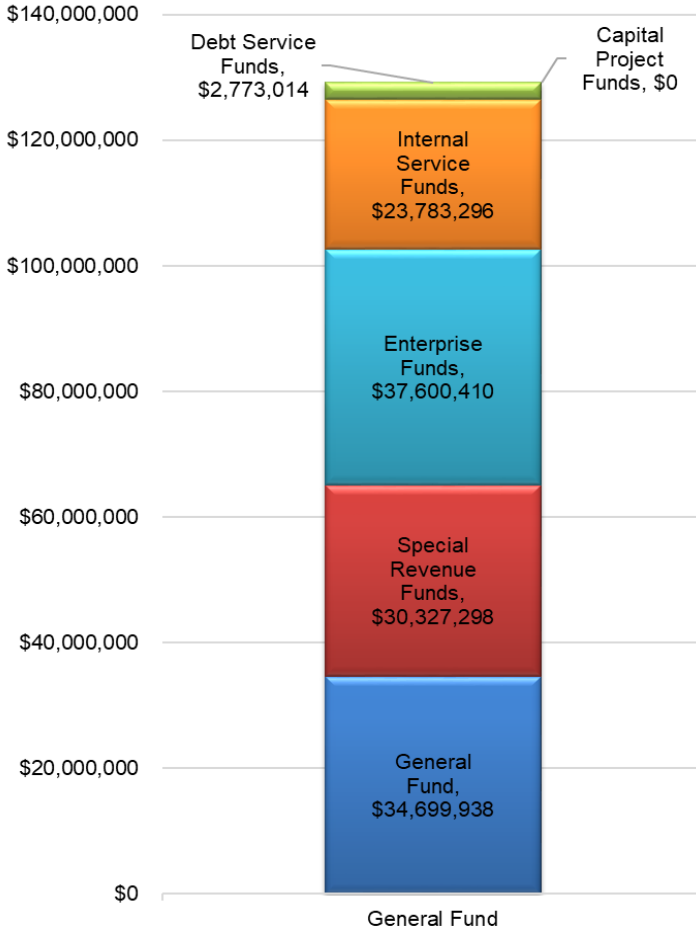 $140,000,000
Debt Service
Funds,
$2,773,014
Capital
Project
Funds, $0
$120,000,000
Internal
Service
Funds,
$23,783,296
$100,000,000
Enterprise
Funds,
$37,600,410
$80,000,000
$60,000,000
Special
Revenue
Funds,
$30,327,298
$40,000,000
$20,000,000
General
Fund,
$34,699,938
$0
General Fund